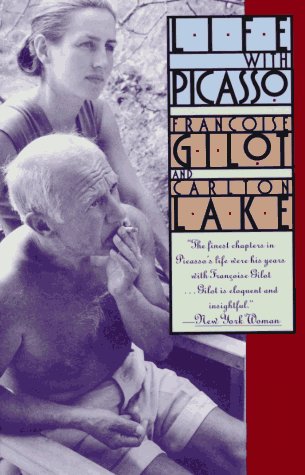 LIFE
WITH
PICASSO
FRANÇOISE
GILOT
AND
CARLTON
LAKE
"The finest chapters in
Picasso's life were his years
with Françoise Gilot
...Gilot is eloquent and
insightful."
—New York Woman